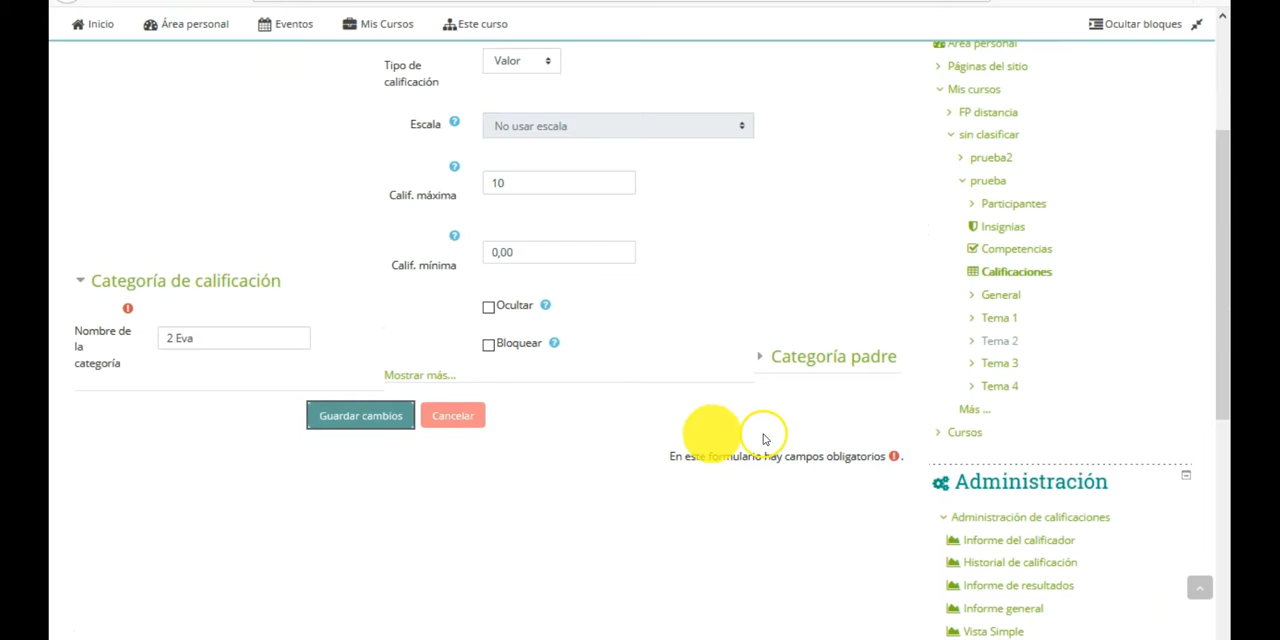 Inicio
Área personal
Eventos
Mis Cursos
Este curso
Ocultar bloques
Tipo de
calificación
Valor
Escala
No usar escala
Calif. máxima
10
Calif. mínima
0,00
Categoría de calificación
Nombre de
la
categoría
2 Eva
Ocultar
Bloquear
Mostrar más...
Categoría padre
Guardar cambios
Cancelar
En este formulario hay campos obligatorios .
Área personal
Páginas del sitio
Mis cursos
FP distancia
sin clasificar
prueba2
prueba
Participantes
Insignias
Competencias
Calificaciones
General
Tema 1
Tema 2
Tema 3
Tema 4
Más ...
Cursos
Administración
Administración de calificaciones
Informe del calificador
Historial de calificación
Informe de resultados
Informe general
Vista Simple